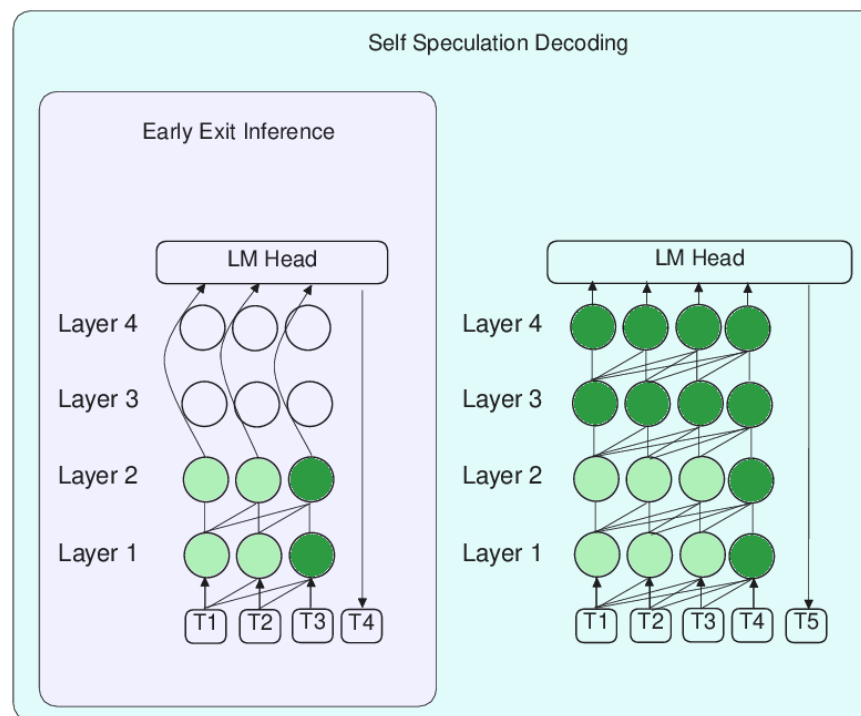 Self Speculation Decoding
Early Exit Inference
LM Head
Layer 4
Layer 3
Layer 2
Layer 1
T1 T2 T3 T4
LM Head
Layer 4
Layer 3
Layer 2
Layer 1
T1 T2 T3 T4 T5